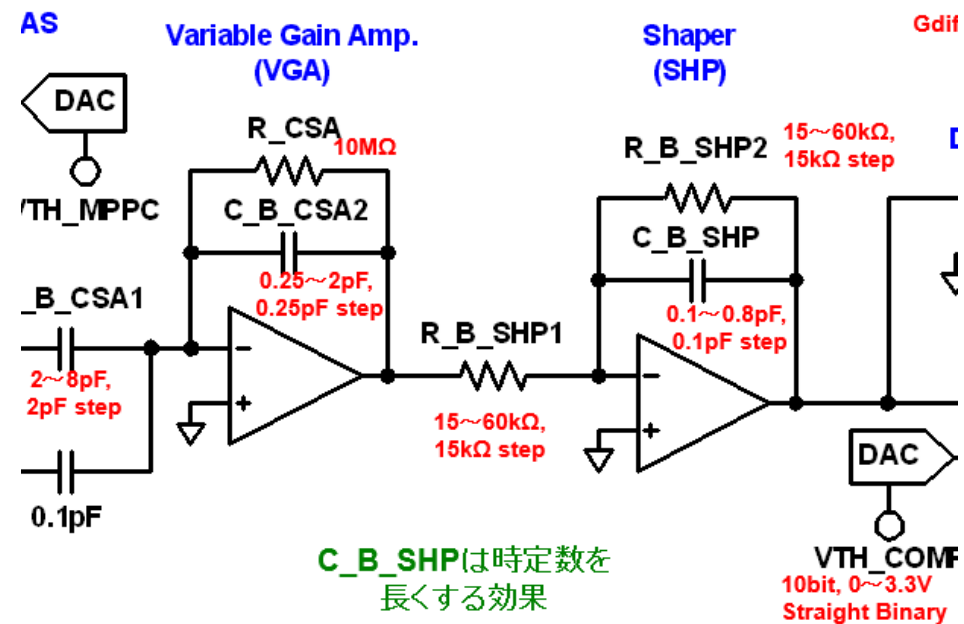 AS
Variable Gain Amp.
(VGA)
Shaper
(SHP)
Gdif
DAC
VTH_MPPC
R_CSA
10MΩ
C_B_CSA2
0.25～2pF,
0.25pF step
R_B_SHP2
15～60kΩ,
15kΩ step
C_B_SHP
0.1～0.8pF,
0.1pF step
_B_CSA1
2～8pF,
2pF step
0.1pF
R_B_SHP1
15～60kΩ,
15kΩ step
−
+
−
+
C_B_SHPは時定数を
長くする効果
DAC
VTH_COMP
10bit, 0～3.3V
Straight Binary